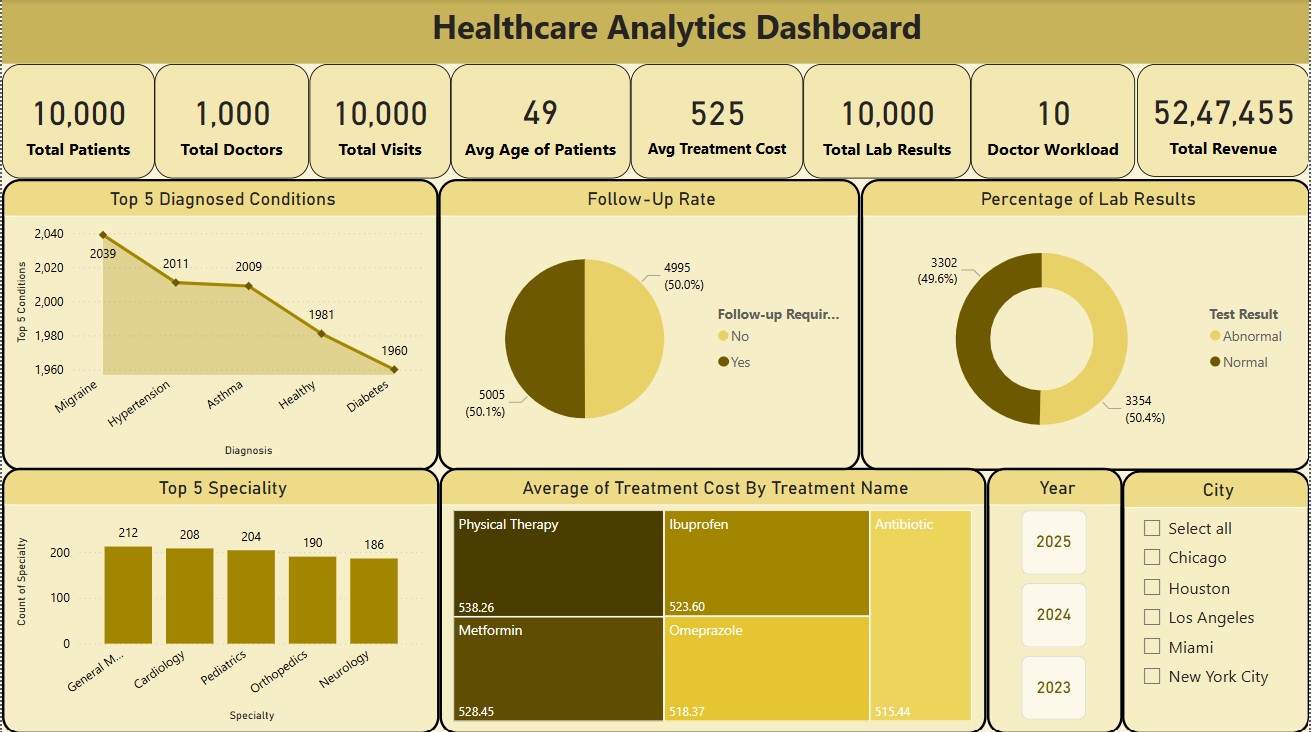 Healthcare Analytics Dashboard
10,000
Total Patients
1,000
Total Doctors
10,000
Total Visits
49
Avg Age of Patients
525
Avg Treatment Cost
10,000
Total Lab Results
10
Doctor Workload
52,47,455
Total Revenue
Top 5 Diagnosed Conditions
Top 5 Conditions
2,040
2,020
2,000
1,980
1,960
2039
2011
2009
1981
1960
Migraine
Hypertension
Asthma
Healthy
Diabetes
Diagnosis
Follow-Up Rate
4995
(50.0%)
5005
(50.1%)
Follow-up Requir...
No
Yes
Percentage of Lab Results
3302
(49.6%)
3354
(50.4%)
Test Result
Abnormal
Normal
Top 5 Speciality
Count of Specialty
200
100
0
212
208
204
190
186
General M...
Cardiology
Pediatrics
Orthopedics
Neurology
Specialty
Average of Treatment Cost By Treatment Name
Physical Therapy
538.26
Metformin
528.45
Ibuprofen
523.60
Omeprazole
518.37
Antibiotic
515.44
Year
2025
2024
2023
City
Select all
Chicago
Houston
Los Angeles
Miami
New York City